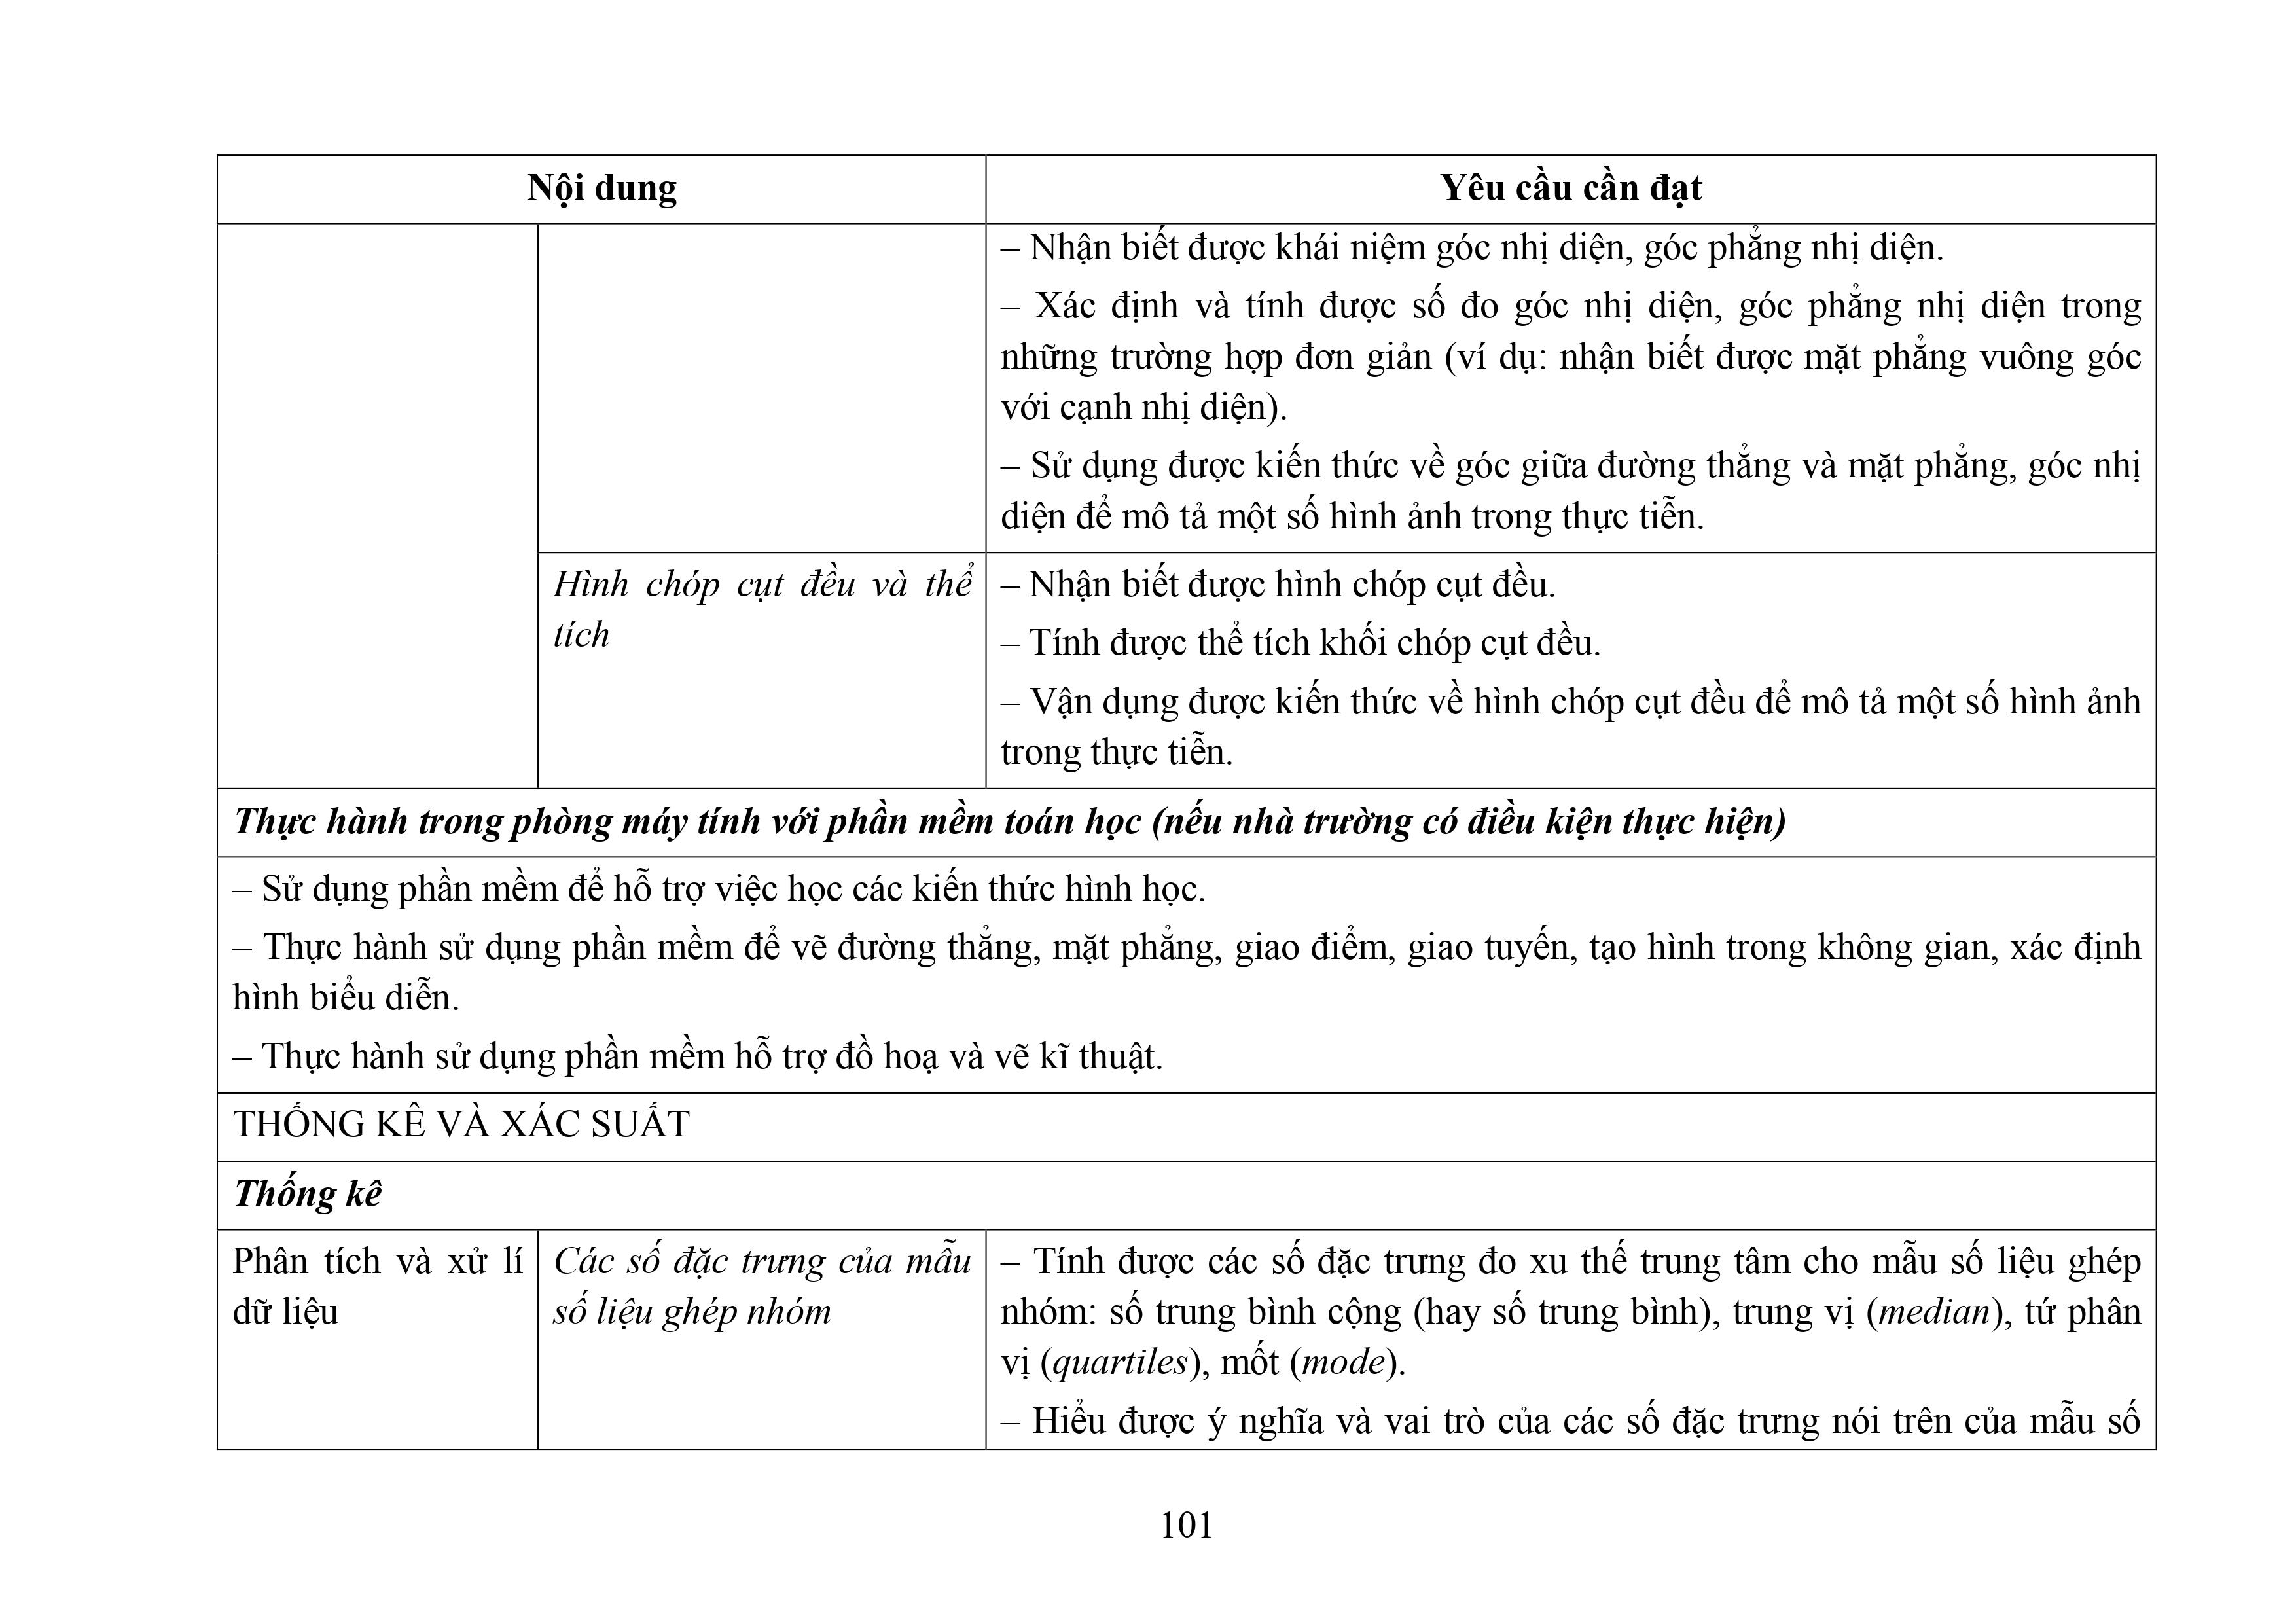 Nội dung
Yêu cầu cần đạt
– Nhận biết được khái niệm góc nhị diện, góc phẳng nhị diện.
– Xác định và tính được số đo góc nhị diện, góc phẳng nhị diện trong
những trường hợp đơn giản (ví dụ: nhận biết được mặt phẳng vuông góc
với cạnh nhị diện).
– Sử dụng được kiến thức về góc giữa đường thẳng và mặt phẳng, góc nhị
diện để mô tả một số hình ảnh trong thực tiễn.
Hình chóp cụt đều và thể
tích
– Nhận biết được hình chóp cụt đều.
– Tính được thể tích khối chóp cụt đều.
– Vận dụng được kiến thức về hình chóp cụt đều để mô tả một số hình ảnh
trong thực tiễn.
Thực hành trong phòng máy tính với phần mềm toán học (nếu nhà trường có điều kiện thực hiện)
– Sử dụng phần mềm để hỗ trợ việc học các kiến thức hình học.
– Thực hành sử dụng phần mềm để vẽ đường thẳng, mặt phẳng, giao điểm, giao tuyến, tạo hình trong không gian, xác định
hình biểu diễn.
– Thực hành sử dụng phần mềm hỗ trợ đồ hoạ và vẽ kĩ thuật.
THỐNG KÊ VÀ XÁC SUẤT
Thống kê
Phân tích và xử lí
dữ liệu
Các số đặc trưng của mẫu
số liệu ghép nhóm
– Tính được các số đặc trưng đo xu thế trung tâm cho mẫu số liệu ghép
nhóm: số trung bình cộng (hay số trung bình), trung vị (median), tứ phân
vị (quartiles), mốt (mode).
– Hiểu được ý nghĩa và vai trò của các số đặc trưng nói trên của mẫu số
101